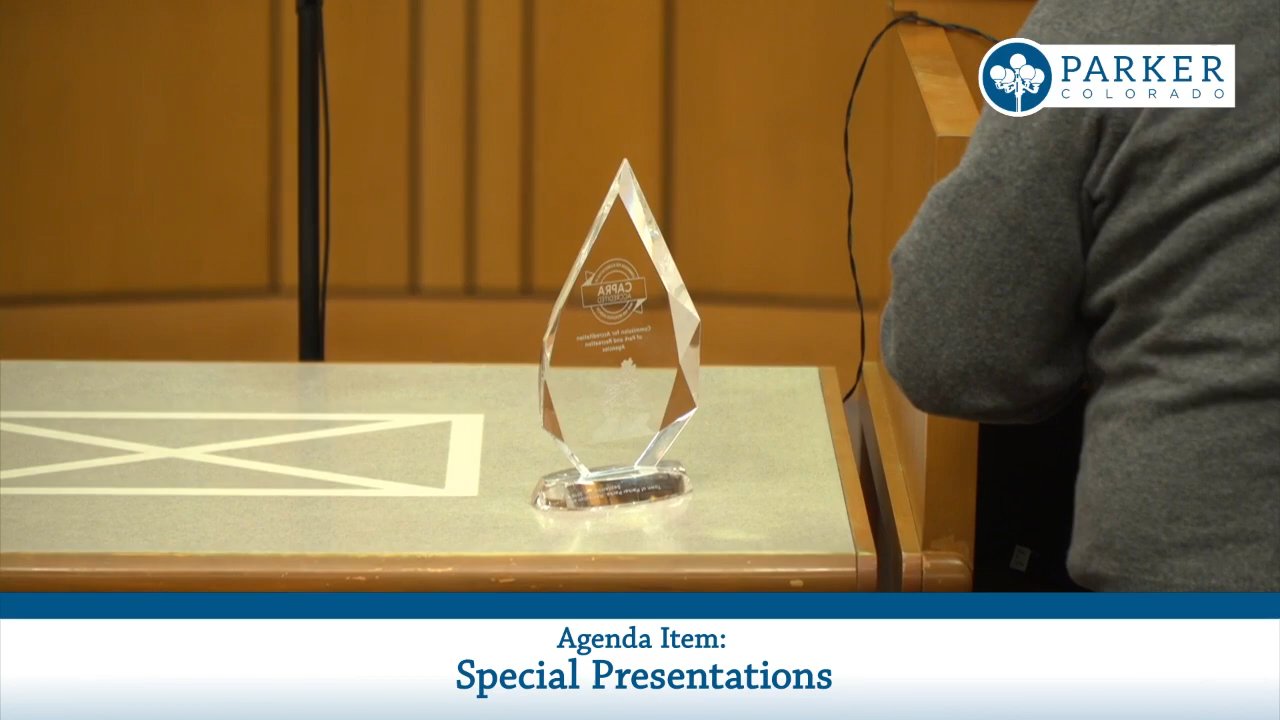 PARKER
COLORADO
CAPRA
ACCREDITED
Commission for Accreditation
of Park and Recreation
Agencies
Agenda Item:
Special Presentations